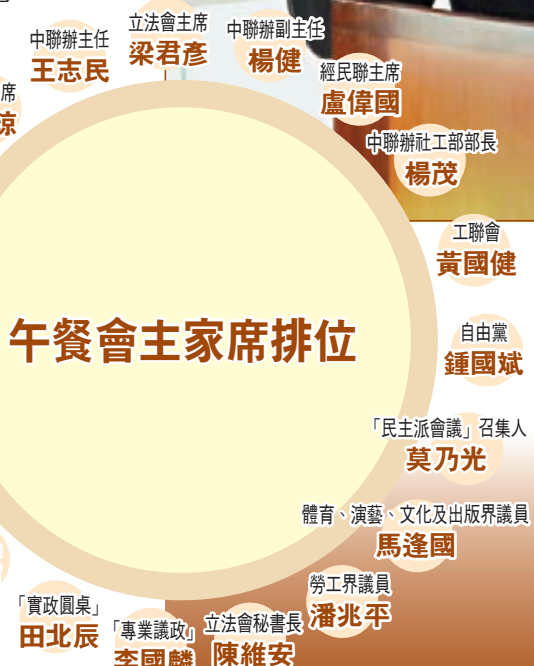 中聯辦主任
王志民
立法會主席
梁君彥
中聯辦副主任
楊健
經民聯主席
盧偉國
中聯辦社工部部長
楊茂
工聯會
黃國健
自由黨
鍾國斌
「民主派會議」召集人
莫乃光
體育、演藝、文化及出版界議員
馬逢國
勞工界議員
潘兆平
立法會秘書長
陳維安
「專業議政」
李國麟
「實政圓桌」
田北辰
席
午餐會主家席排位